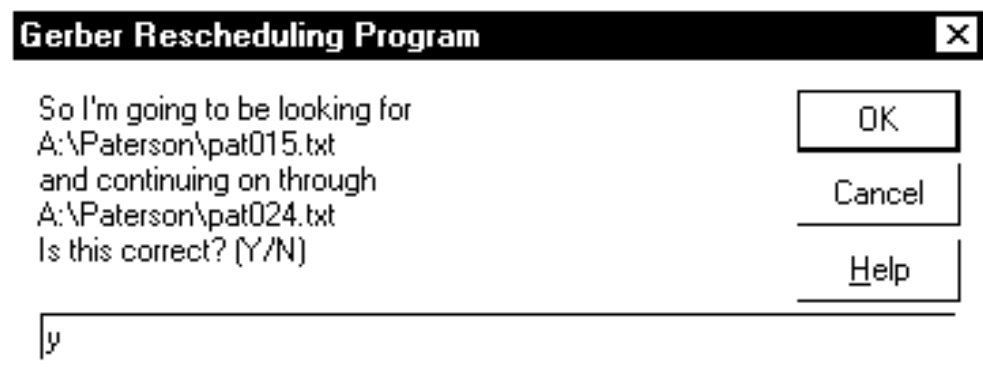 Gerber Rescheduling Program
So I'm going to be looking for
A:\Paterson\pat015.txt
and continuing on through
A:\Paterson\pat024.txt
Is this correct? (Y/N)
OK
Cancel
Help
y